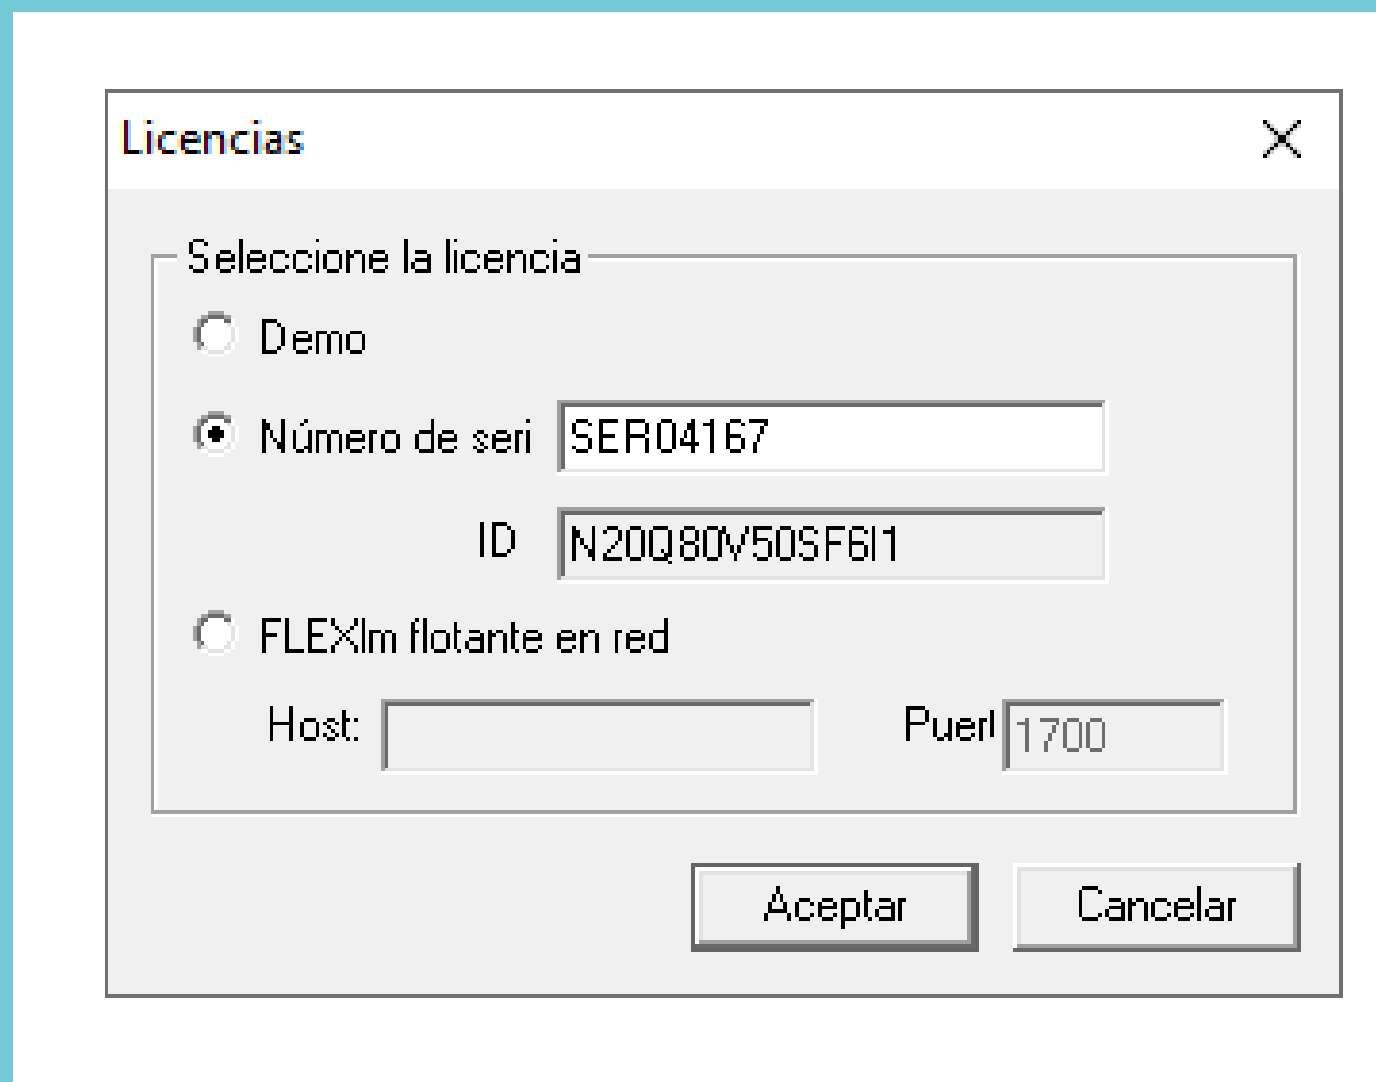 Licencias
Seleccione la licencia
Demo
Número de seri SER04167
ID N20Q80V50SF6I1
FLEXlm flotante en red
Host: Puert 1700
Aceptar Cancelar